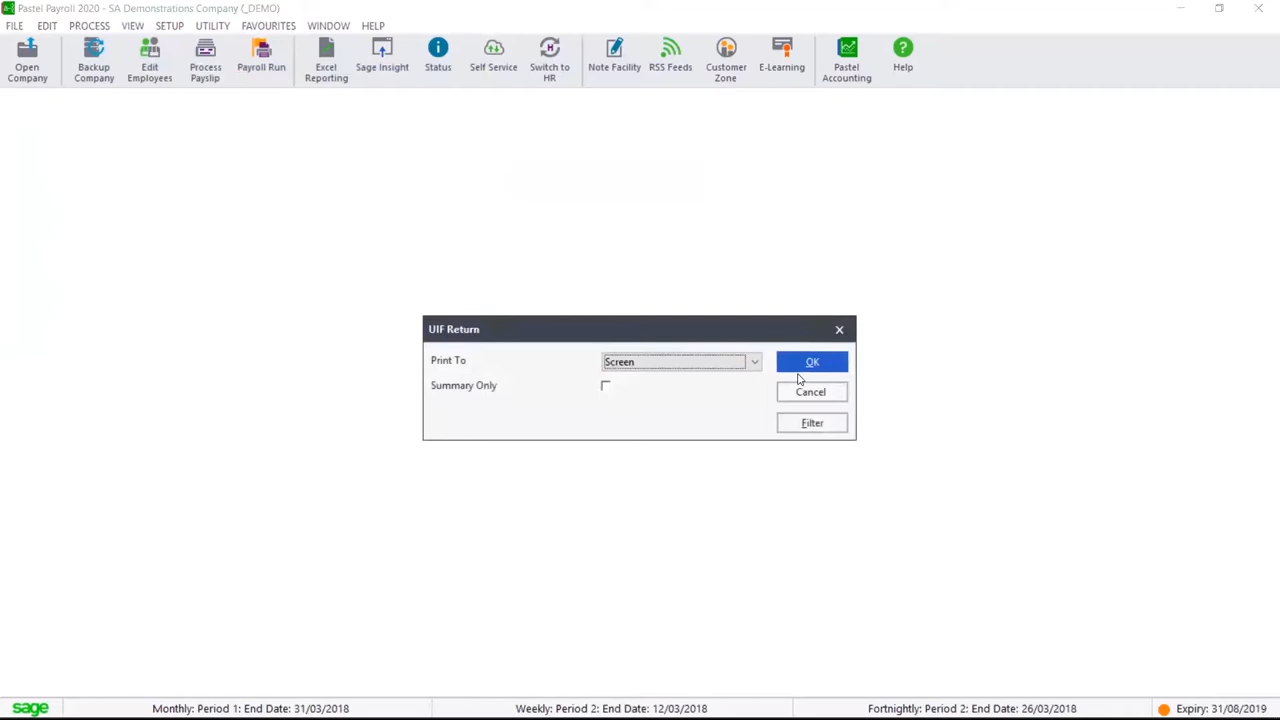 Pastel Payroll 2020 - SA Demonstrations Company (_DEMO)
FILE EDIT PROCESS VIEW SETUP UTILITY FAVOURITES WINDOW HELP
Open Company
Backup Company
Edit Employees
Process Payslip
Payroll Run
Excel Reporting
Sage Insight
Status
Self Service
Switch to HR
Note Facility
RSS Feeds
Customer Zone
E-Learning
Pastel Accounting
Help
UIF Return
Print To Screen OK
Summary Only Cancel
Filter
sage Monthly: Period 1: End Date: 31/03/2018 Weekly: Period 2: End Date: 12/03/2018 Fortnightly: Period 2: End Date: 26/03/2018 Expiry: 31/08/2019